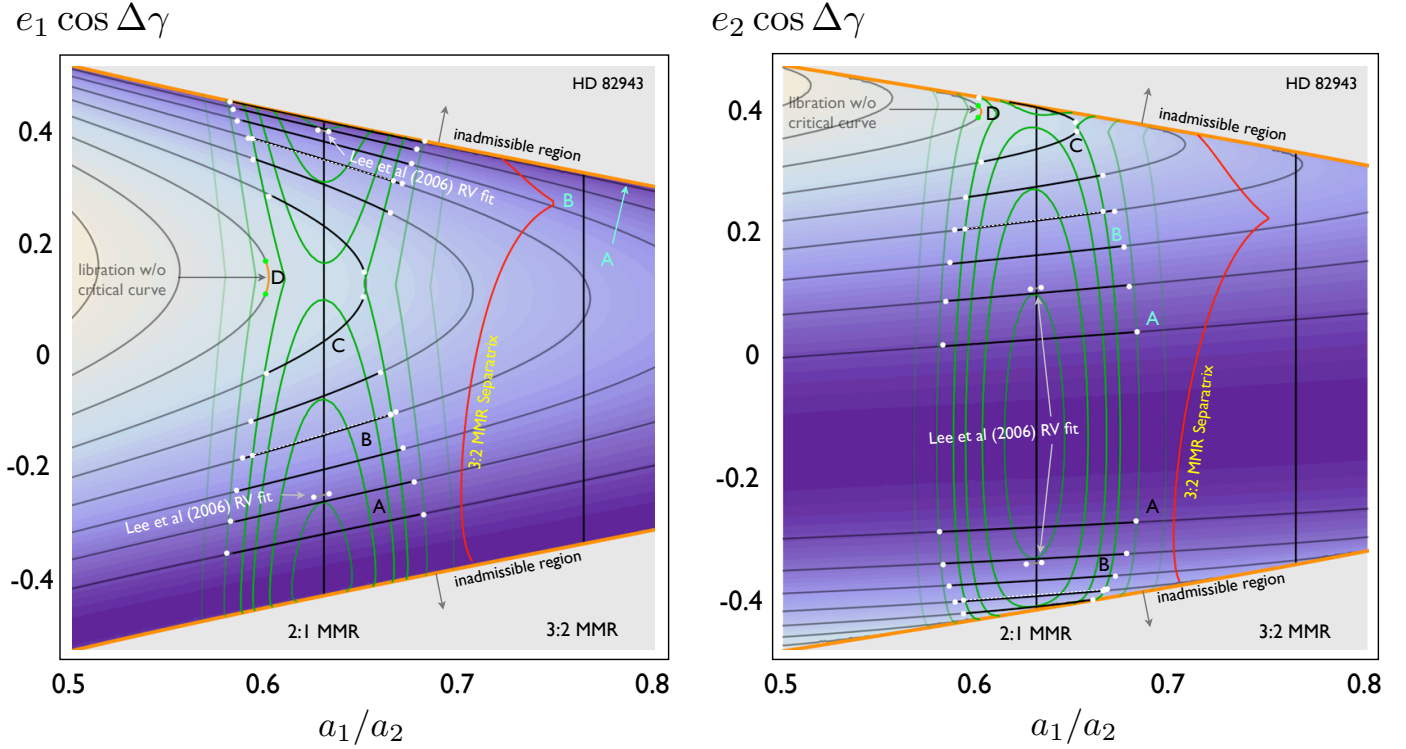 e₁ cos Δγ
HD 82943
libration w/o
critical curve
inadmissible region
Lee et al (2006) RV fit
B
A
D
C
3:2 MMR Separatrix
B
Lee et al (2006) RV fit
A
inadmissible region
2:1 MMR
3:2 MMR
0.4
0.2
0
-0.2
-0.4
0.5
0.6
0.7
0.8
a₁/a₂
e₂ cos Δγ
HD 82943
libration w/o
critical curve
D
inadmissible region
C
B
A
3:2 MMR Separatrix
Lee et al (2006) RV fit
A
B
inadmissible region
2:1 MMR
3:2 MMR
0.4
0.2
0
-0.2
-0.4
0.5
0.6
0.7
0.8
a₁/a₂